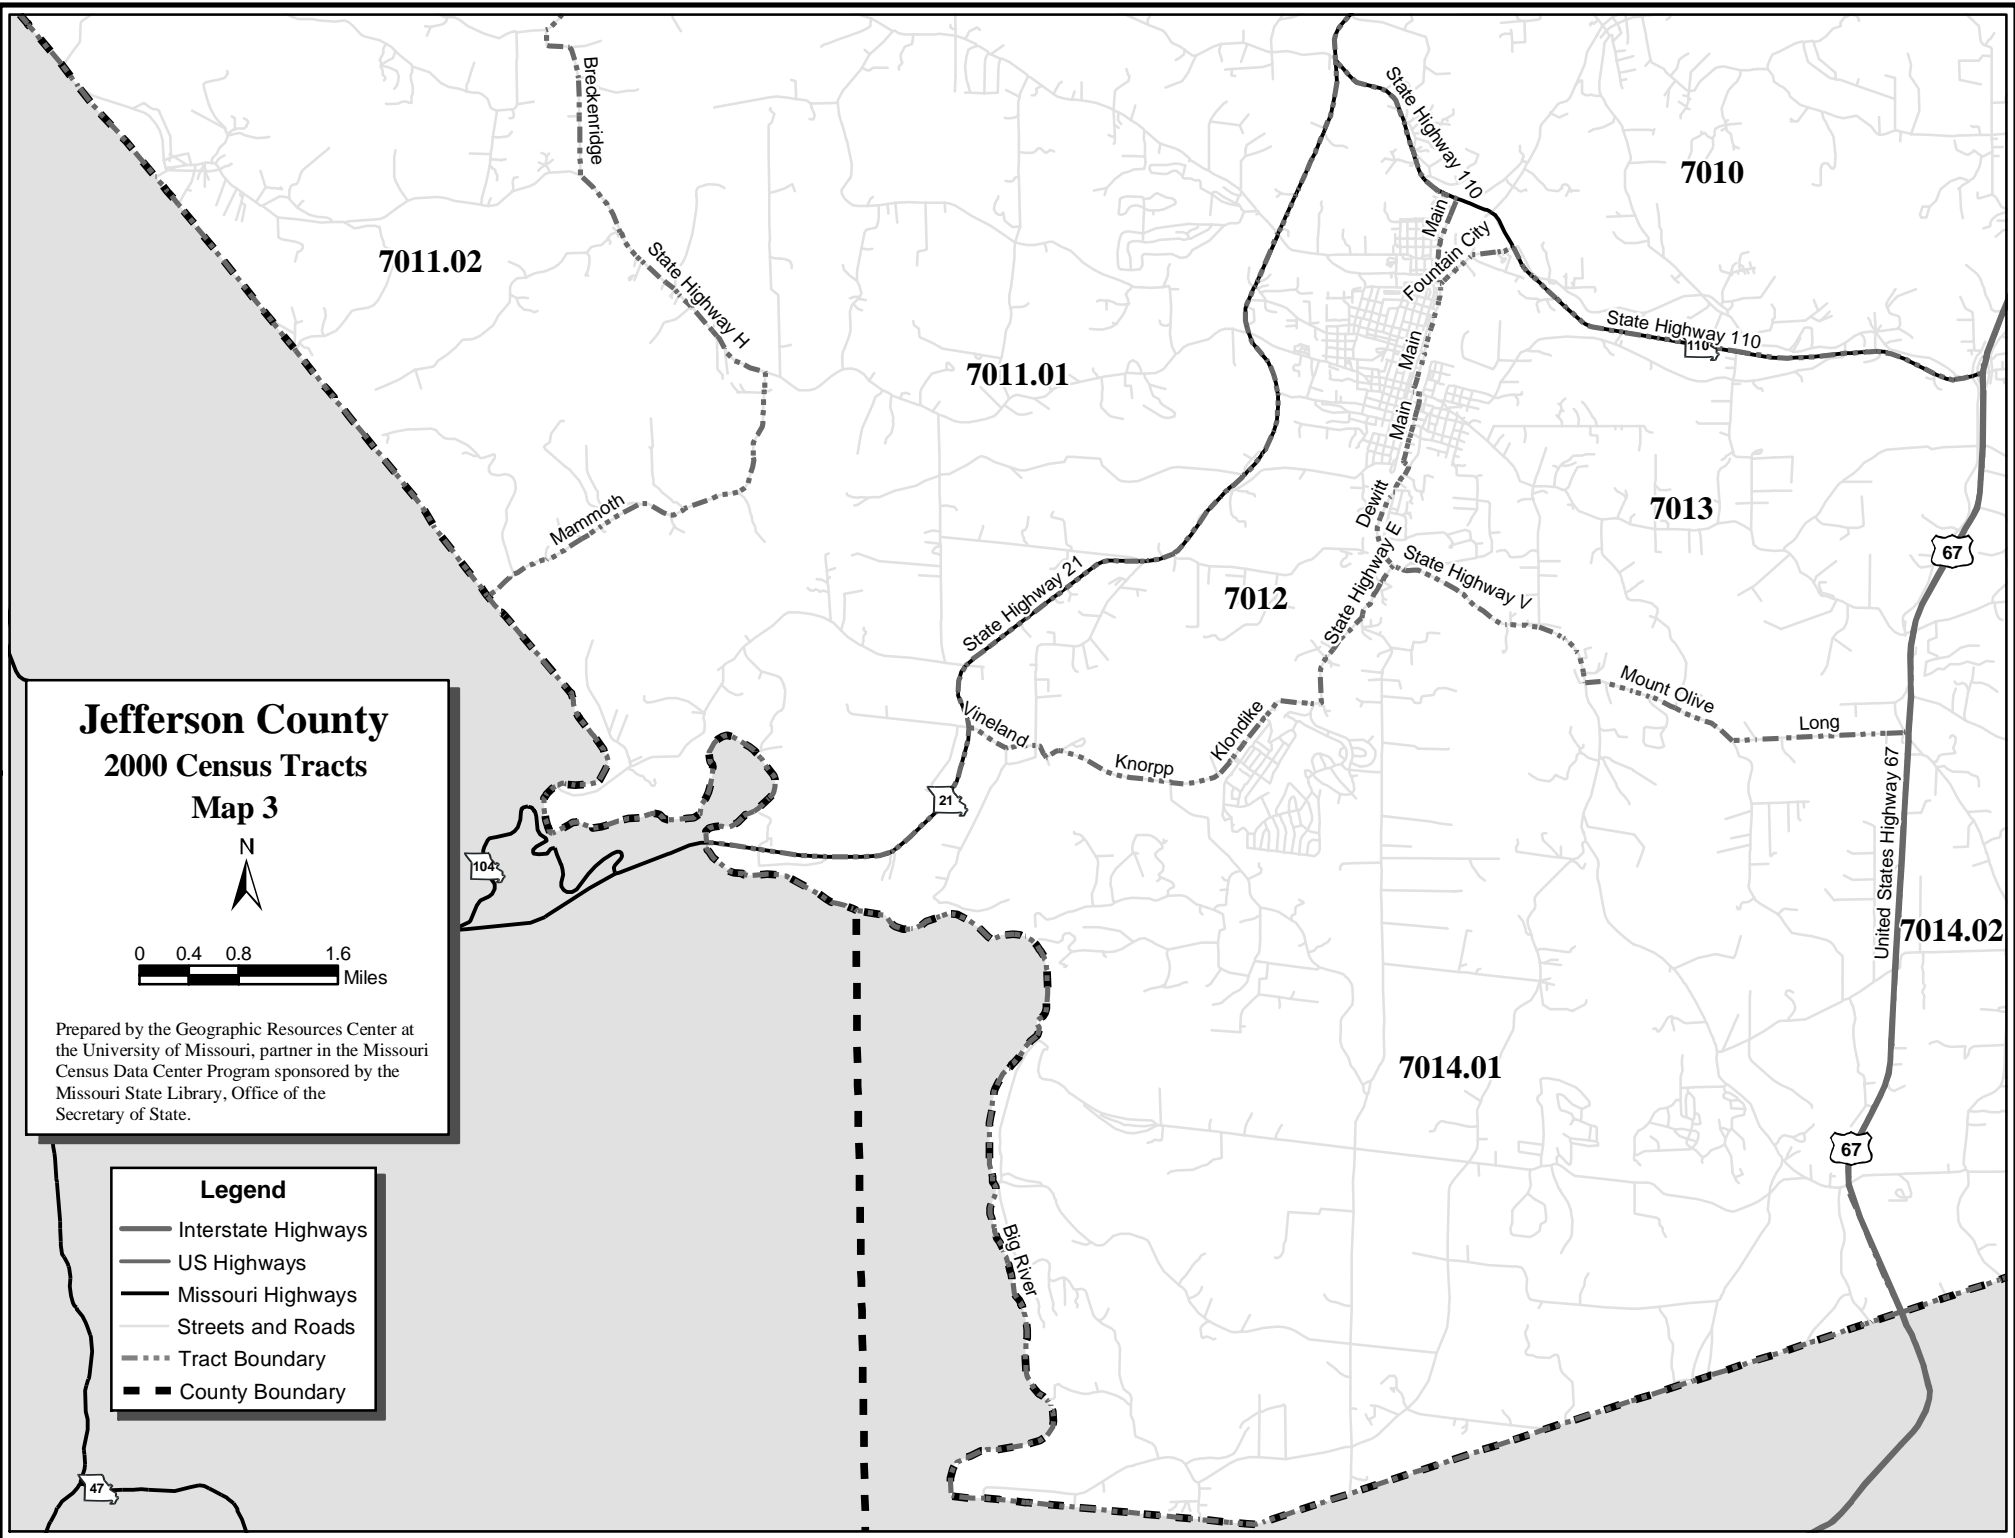 Breckenridge
State Highway 110
7010
Main
Fountain City
7011.02
State Highway H
State Highway 110
110
Main
7011.01
Main
Mammoth
Dewitt
7013
67
State Highway E
State Highway V
State Highway 21
7012
Mount Olive
Vineland
Klondike
Long
Knorpp
21
United States Highway 67
104
7014.02
7014.01
67
Big River
47
Jefferson County
2000 Census Tracts
Map 3
N
0 0.4 0.8 1.6
Miles
Prepared by the Geographic Resources Center at
the University of Missouri, partner in the Missouri
Census Data Center Program sponsored by the
Missouri State Library, Office of the
Secretary of State.
Legend
Interstate Highways
US Highways
Missouri Highways
Streets and Roads
Tract Boundary
County Boundary